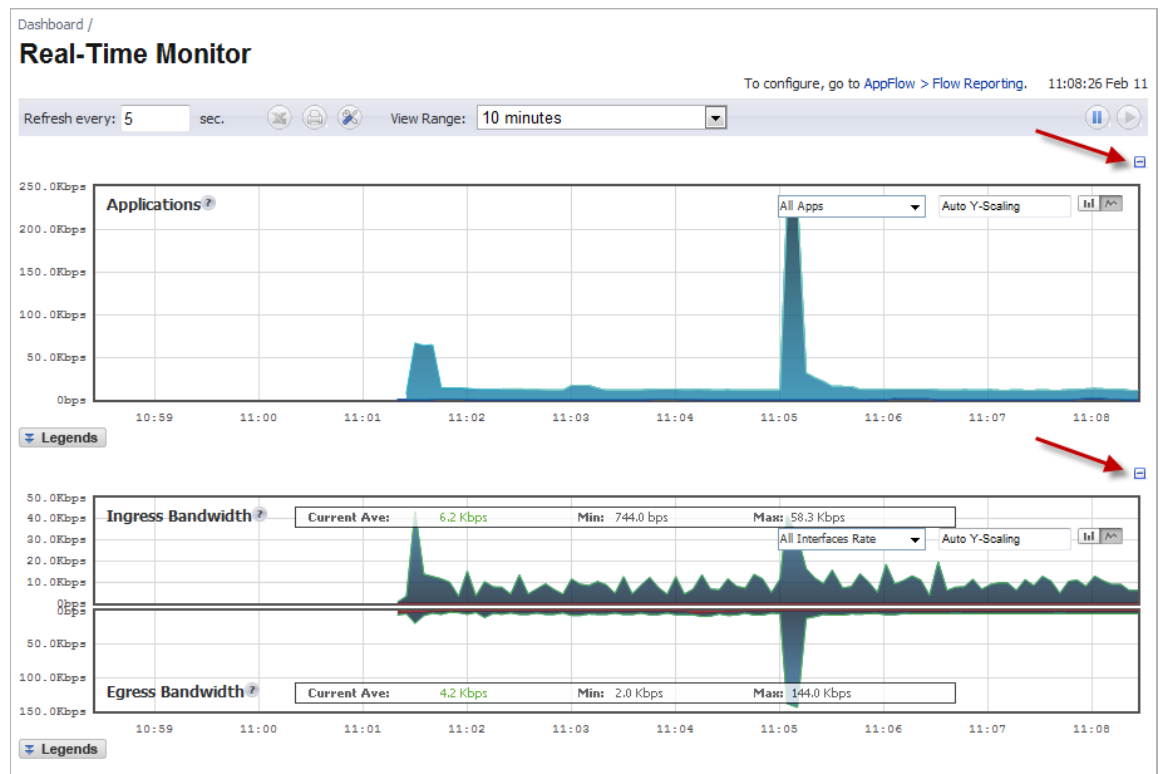 Dashboard /
Real-Time Monitor
To configure, go to AppFlow > Flow Reporting. 11:08:26 Feb 11
Refresh every: 5 sec. View Range: 10 minutes
250.0Kbps
Applications ? All Apps Auto Y-Scaling
200.0Kbps
150.0Kbps
100.0Kbps
50.0Kbps
0bps
10:59 11:00 11:01 11:02 11:03 11:04 11:05 11:06 11:07 11:08
Legends
50.0Kbps
40.0Kbps Ingress Bandwidth ? Current Ave: 6.2 Kbps Min: 744.0 bps Max: 58.3 Kbps
30.0Kbps All Interfaces Rate Auto Y-Scaling
20.0Kbps
10.0Kbps
0bps
0bps
50.0Kbps
100.0Kbps
Egress Bandwidth ? Current Ave: 4.2 Kbps Min: 2.0 Kbps Max: 144.0 Kbps
150.0Kbps
10:59 11:00 11:01 11:02 11:03 11:04 11:05 11:06 11:07 11:08
Legends